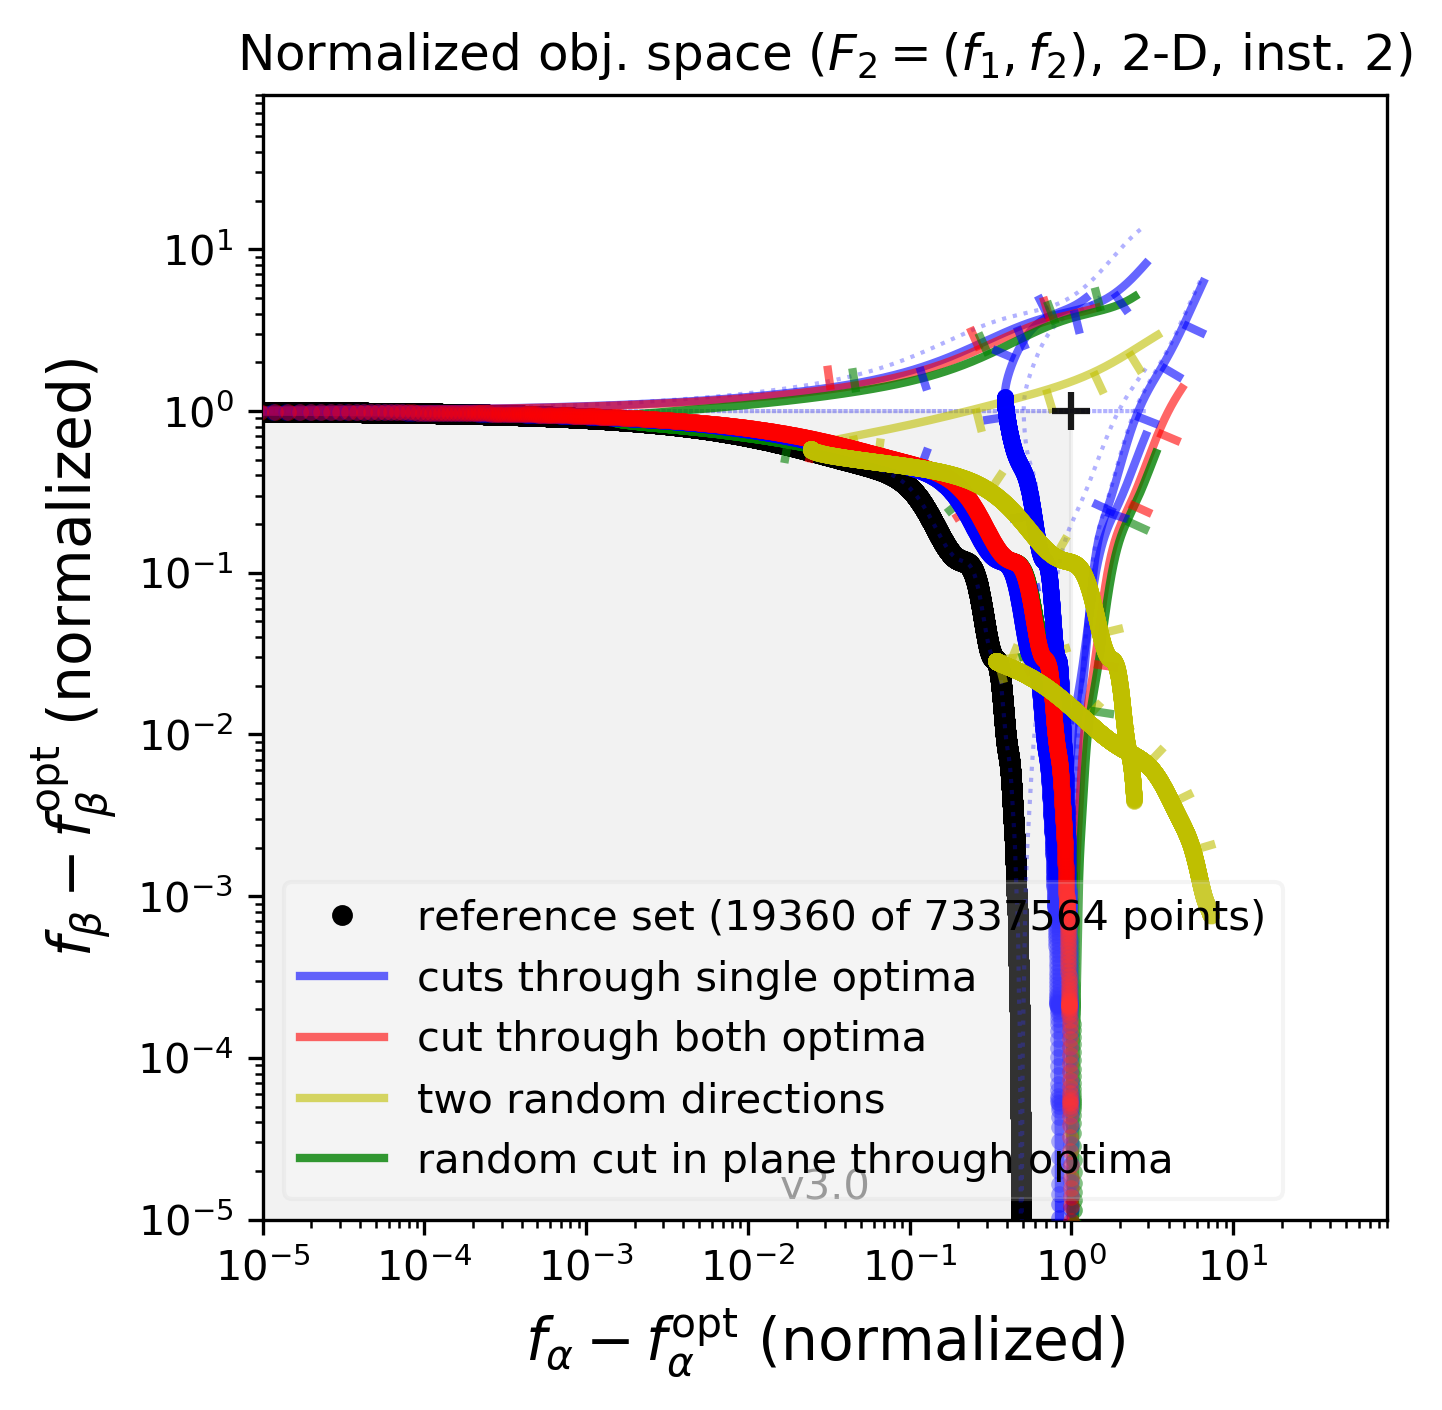 Normalized obj. space (F₂ = (f₁, f₂), 2-D, inst. 2)
f_β − f_β^opt (normalized)
10¹
10⁰
10⁻¹
10⁻²
10⁻³
10⁻⁴
10⁻⁵
reference set (19360 of 7337564 points)
cuts through single optima
cut through both optima
two random directions
random cut in plane through optima
v3.0
10⁻⁵ 10⁻⁴ 10⁻³ 10⁻² 10⁻¹ 10⁰ 10¹
f_α − f_α^opt (normalized)